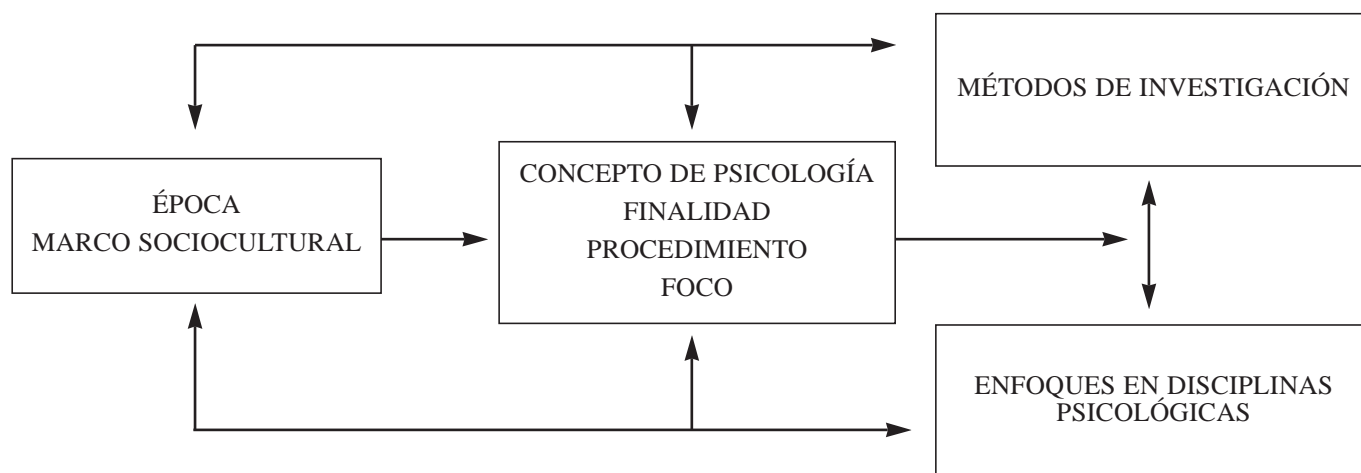 MÉTODOS DE INVESTIGACIÓN
ÉPOCA
MARCO SOCIOCULTURAL
CONCEPTO DE PSICOLOGÍA
FINALIDAD
PROCEDIMIENTO
FOCO
ENFOQUES EN DISCIPLINAS
PSICOLÓGICAS